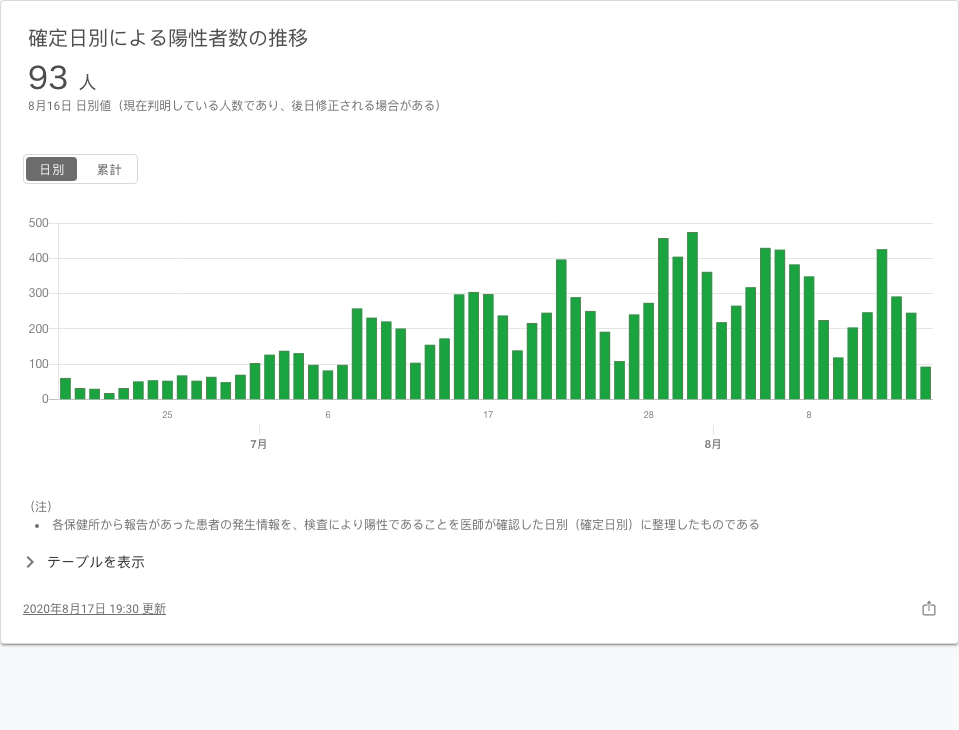 確定日別による陽性者数の推移
93 人
8月16日 日別値（現在判明している人数であり、後日修正される場合がある）
日別 累計
500
400
300
200
100
0
25 6 17 28 8
7月 8月
（注）
• 各保健所から報告があった患者の発生情報を、検査により陽性であることを医師が確認した日別（確定日別）に整理したものである
テーブルを表示
2020年8月17日 19:30 更新